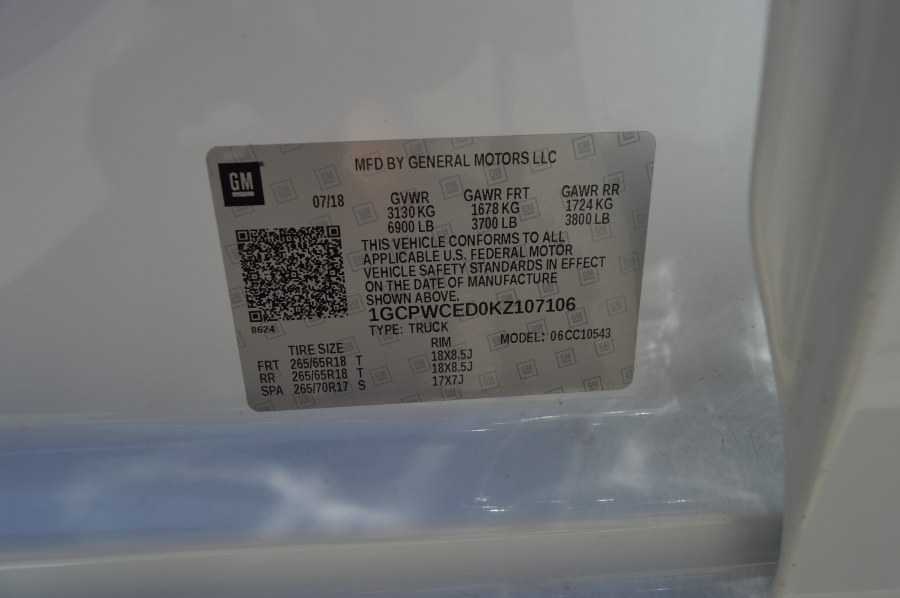 GM
MFD BY GENERAL MOTORS LLC
07/18
GVWR GAWR FRT GAWR RR
3130 KG 1678 KG 1724 KG
6900 LB 3700 LB 3800 LB
THIS VEHICLE CONFORMS TO ALL
APPLICABLE U.S. FEDERAL MOTOR
VEHICLE SAFETY STANDARDS IN EFFECT
ON THE DATE OF MANUFACTURE
SHOWN ABOVE.
1GCPWCED0KZ107106
8624
TYPE: TRUCK MODEL: 06CC10543
TIRE SIZE RIM
FRT 265/65R18 T 18X8.5J
RR 265/65R18 T 18X8.5J
SPA 265/70R17 S 17X7J